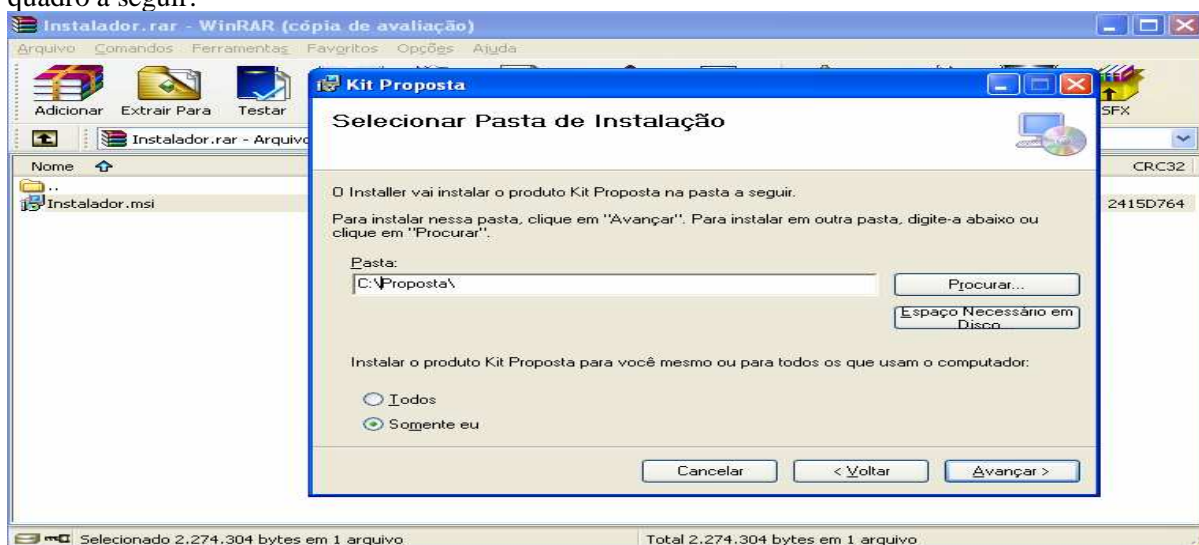 quadro a seguir:
Instalador.rar - WinRAR (cópia de avaliação)
Arquivo Comandos Ferramentas Favoritos Opções Ajuda
Adicionar Extrair Para Testar SFX
Instalador.rar - Arquivo
Nome CRC32
..
Instalador.msi 2415D764
Kit Proposta
Selecionar Pasta de Instalação
O Installer vai instalar o produto Kit Proposta na pasta a seguir.
Para instalar nessa pasta, clique em "Avançar". Para instalar em outra pasta, digite-a abaixo ou
clique em "Procurar".
Pasta:
C:\Proposta\
Procurar...
Espaço Necessário em
Disco...
Instalar o produto Kit Proposta para você mesmo ou para todos os que usam o computador:
Todos
Somente eu
Cancelar < Voltar Avançar >
Selecionado 2.274.304 bytes em 1 arquivo Total 2.274.304 bytes em 1 arquivo